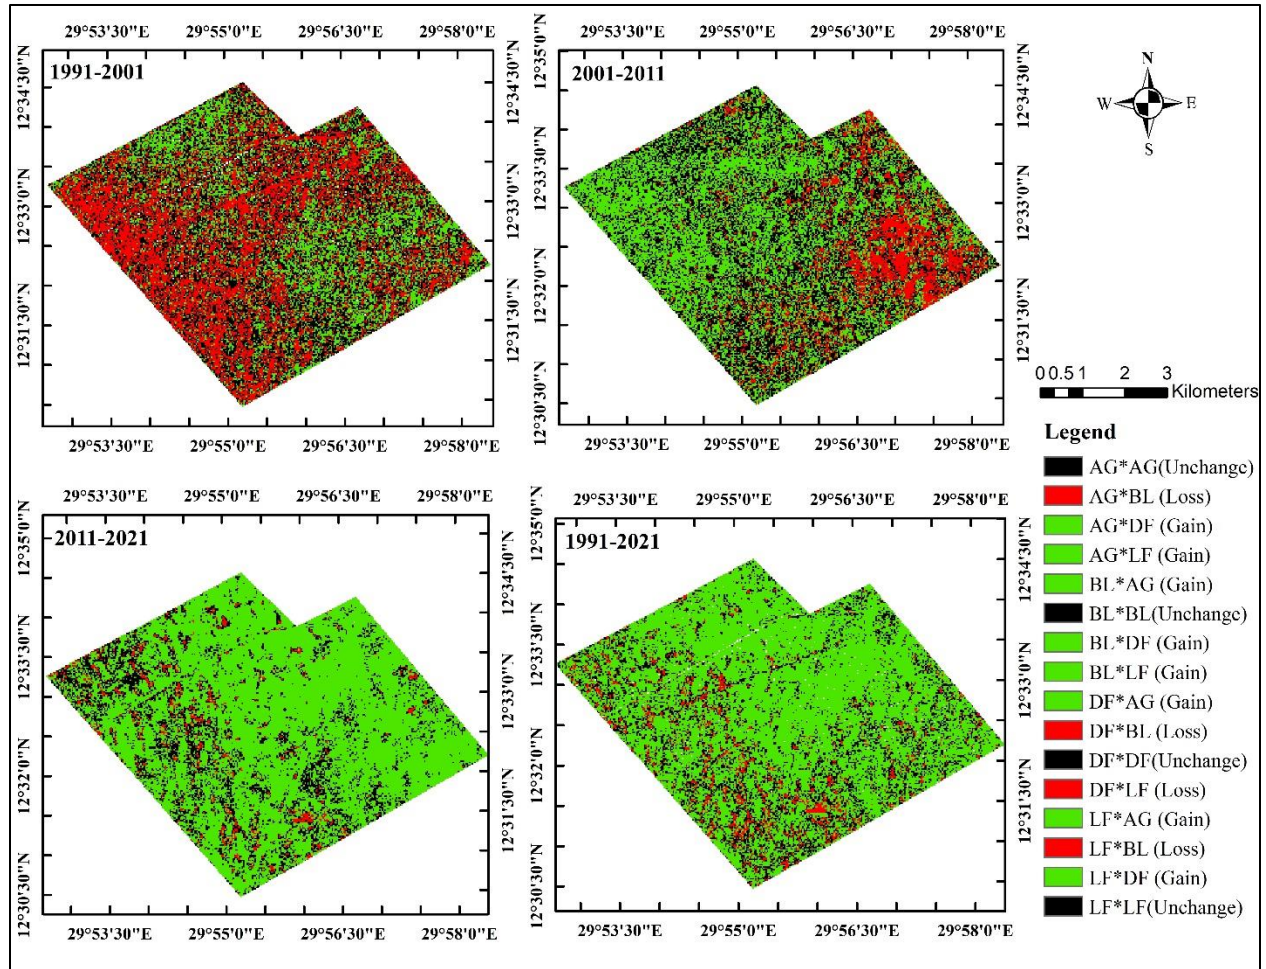 29°53'30"E 29°55'0"E 29°56'30"E 29°58'0"E
29°53'30"E 29°55'0"E 29°56'30"E 29°58'0"E
1991-2001
12°34'30"N
12°33'0"N
12°31'30"N
2001-2011
12°35'0"N
12°33'30"N
12°32'0"N
12°30'30"N
12°34'30"N
12°33'0"N
12°31'30"N
29°53'30"E 29°55'0"E 29°56'30"E 29°58'0"E
29°53'30"E 29°55'0"E 29°56'30"E 29°58'0"E
29°53'30"E 29°55'0"E 29°56'30"E 29°58'0"E
29°53'30"E 29°55'0"E 29°56'30"E 29°58'0"E
2011-2021
12°35'0"N
12°33'30"N
12°32'0"N
12°30'30"N
1991-2021
12°34'30"N
12°33'0"N
12°31'30"N
12°35'0"N
12°33'30"N
12°32'0"N
12°30'30"N
12°34'30"N
12°33'0"N
12°31'30"N
29°53'30"E 29°55'0"E 29°56'30"E 29°58'0"E
29°53'30"E 29°55'0"E 29°56'30"E 29°58'0"E
N
W E
S
0 0.5 1 2 3
Kilometers
Legend
AG*AG(Unchange)
AG*BL (Loss)
AG*DF (Gain)
AG*LF (Gain)
BL*AG (Gain)
BL*BL(Unchange)
BL*DF (Gain)
BL*LF (Gain)
DF*AG (Gain)
DF*BL (Loss)
DF*DF(Unchange)
DF*LF (Loss)
LF*AG (Gain)
LF*BL (Loss)
LF*DF (Gain)
LF*LF(Unchange)